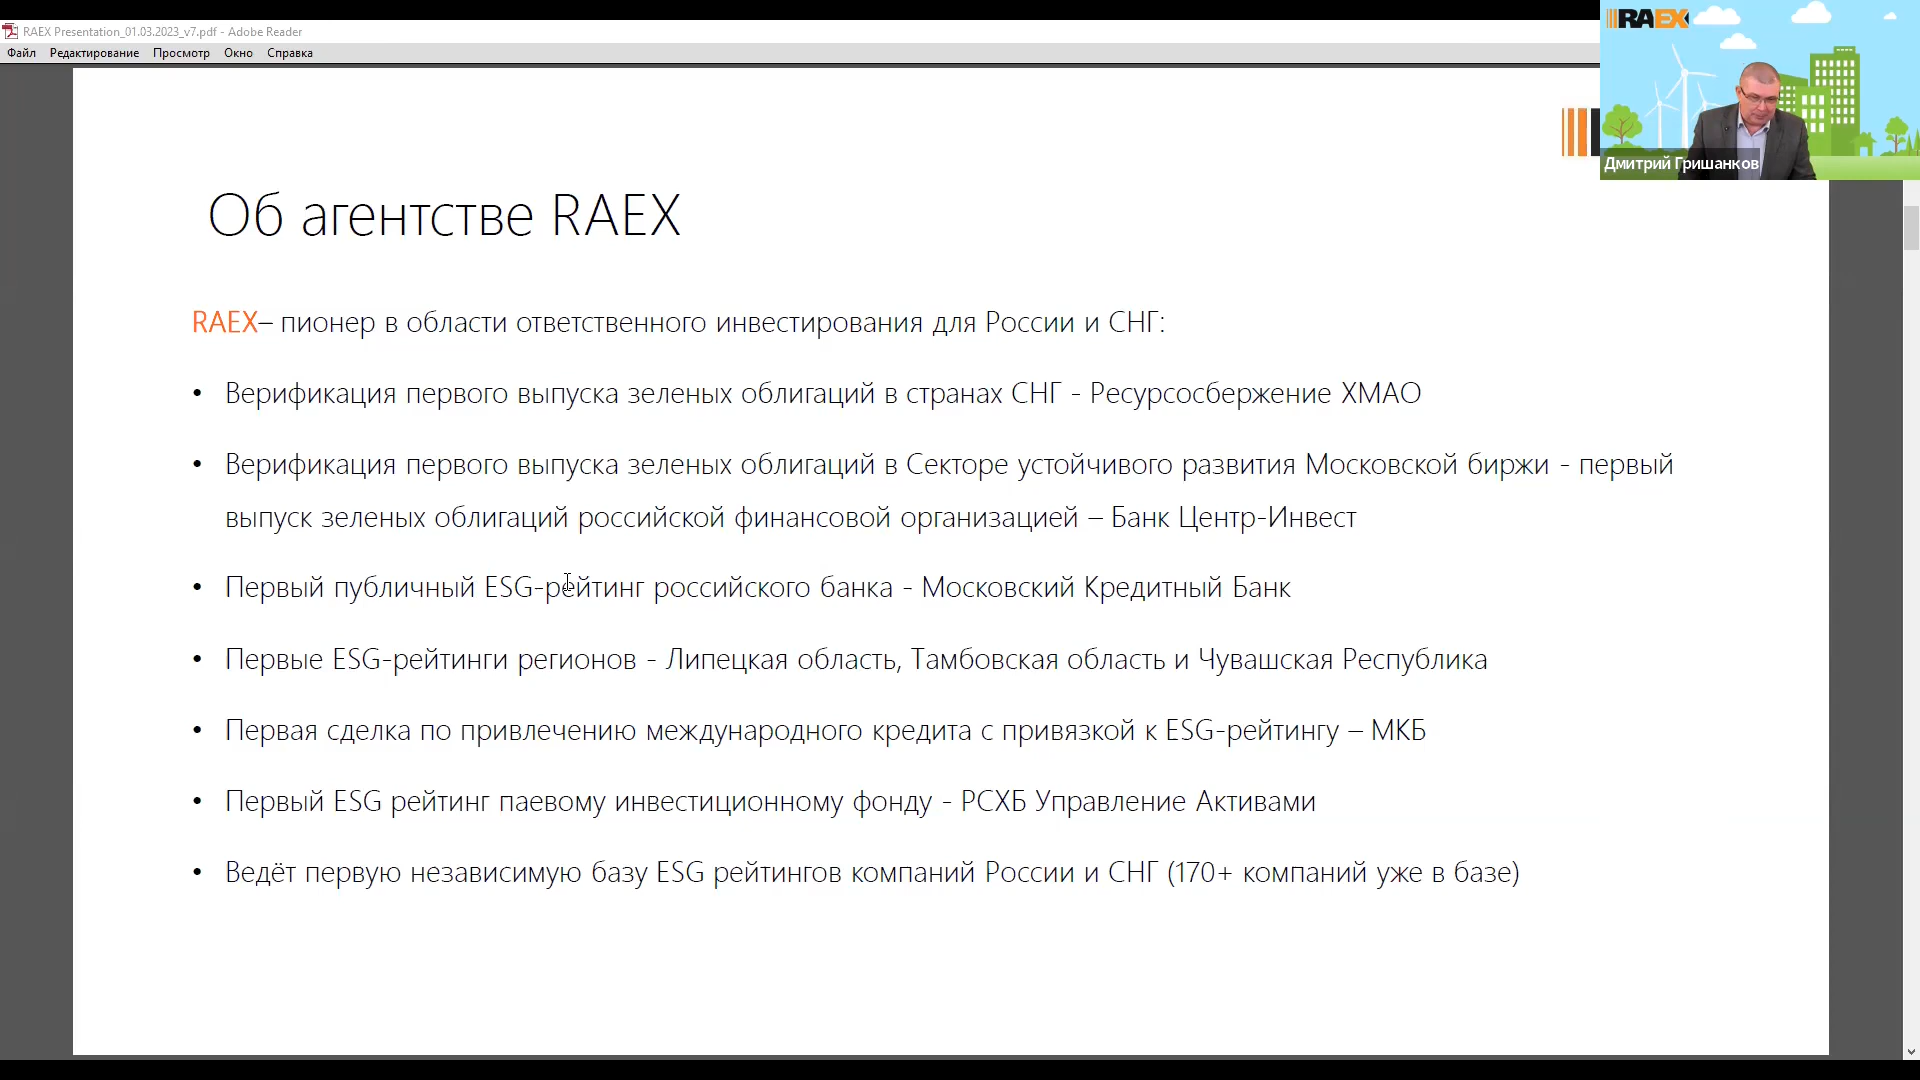 RAEX Presentation_01.03.2023_v7.pdf - Adobe Reader
Файл Редактирование Просмотр Окно Справка
RAEX
Дмитрий Гришанков
Об агентстве RAEX
RAEX– пионер в области ответственного инвестирования для России и СНГ:
• Верификация первого выпуска зеленых облигаций в странах СНГ - Ресурсосбержение ХМАО
• Верификация первого выпуска зеленых облигаций в Секторе устойчивого развития Московской биржи - первый
выпуск зеленых облигаций российской финансовой организацией – Банк Центр-Инвест
• Первый публичный ESG-рейтинг российского банка - Московский Кредитный Банк
• Первые ESG-рейтинги регионов - Липецкая область, Тамбовская область и Чувашская Республика
• Первая сделка по привлечению международного кредита с привязкой к ESG-рейтингу – МКБ
• Первый ESG рейтинг паевому инвестиционному фонду - РСХБ Управление Активами
• Ведёт первую независимую базу ESG рейтингов компаний России и СНГ (170+ компаний уже в базе)